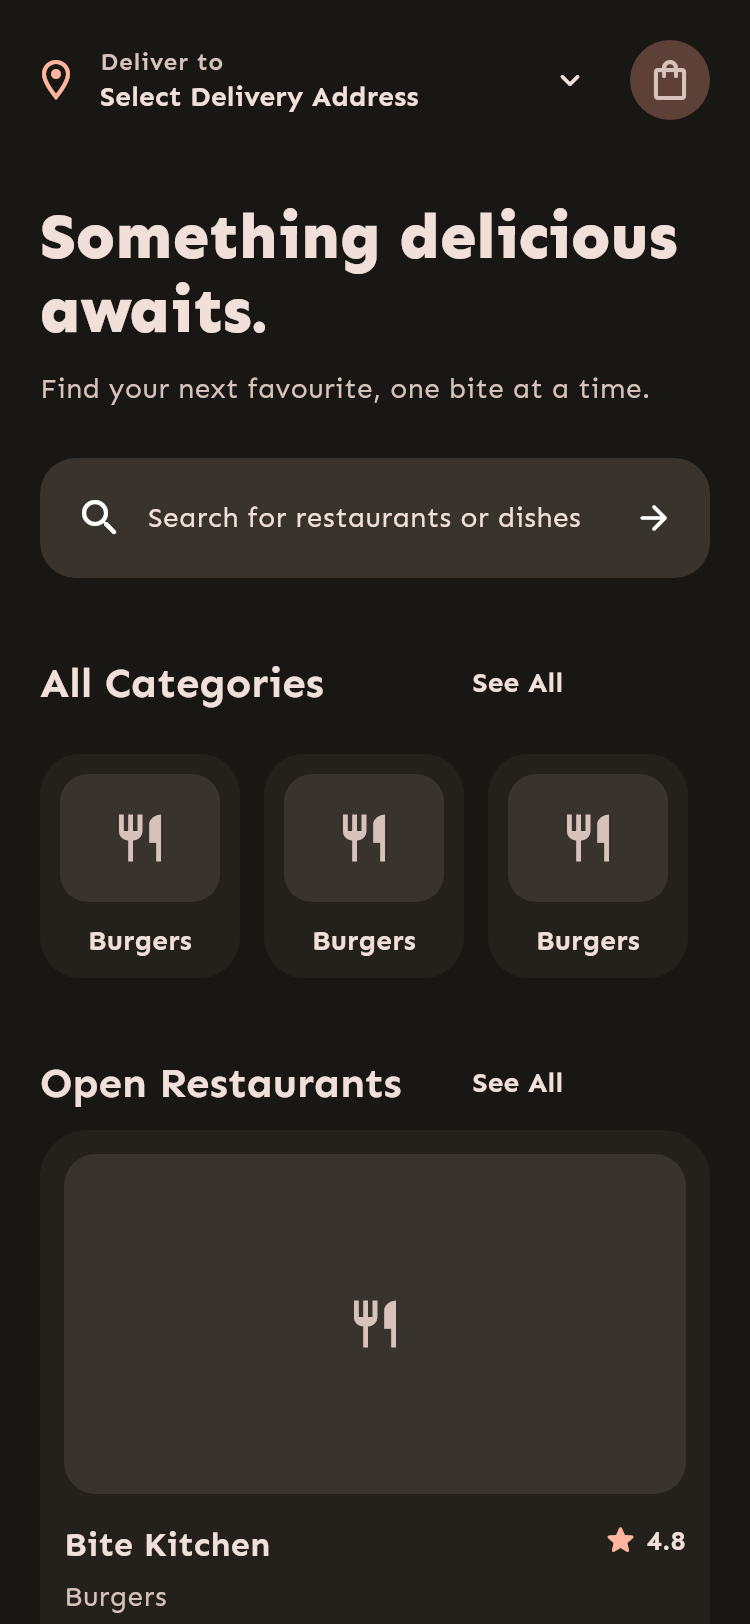 Deliver to
Select Delivery Address
Something delicious
awaits.
Find your next favourite, one bite at a time.
Search for restaurants or dishes
All Categories
See All
Burgers
Burgers
Burgers
Open Restaurants
See All
Bite Kitchen
4.8
Burgers